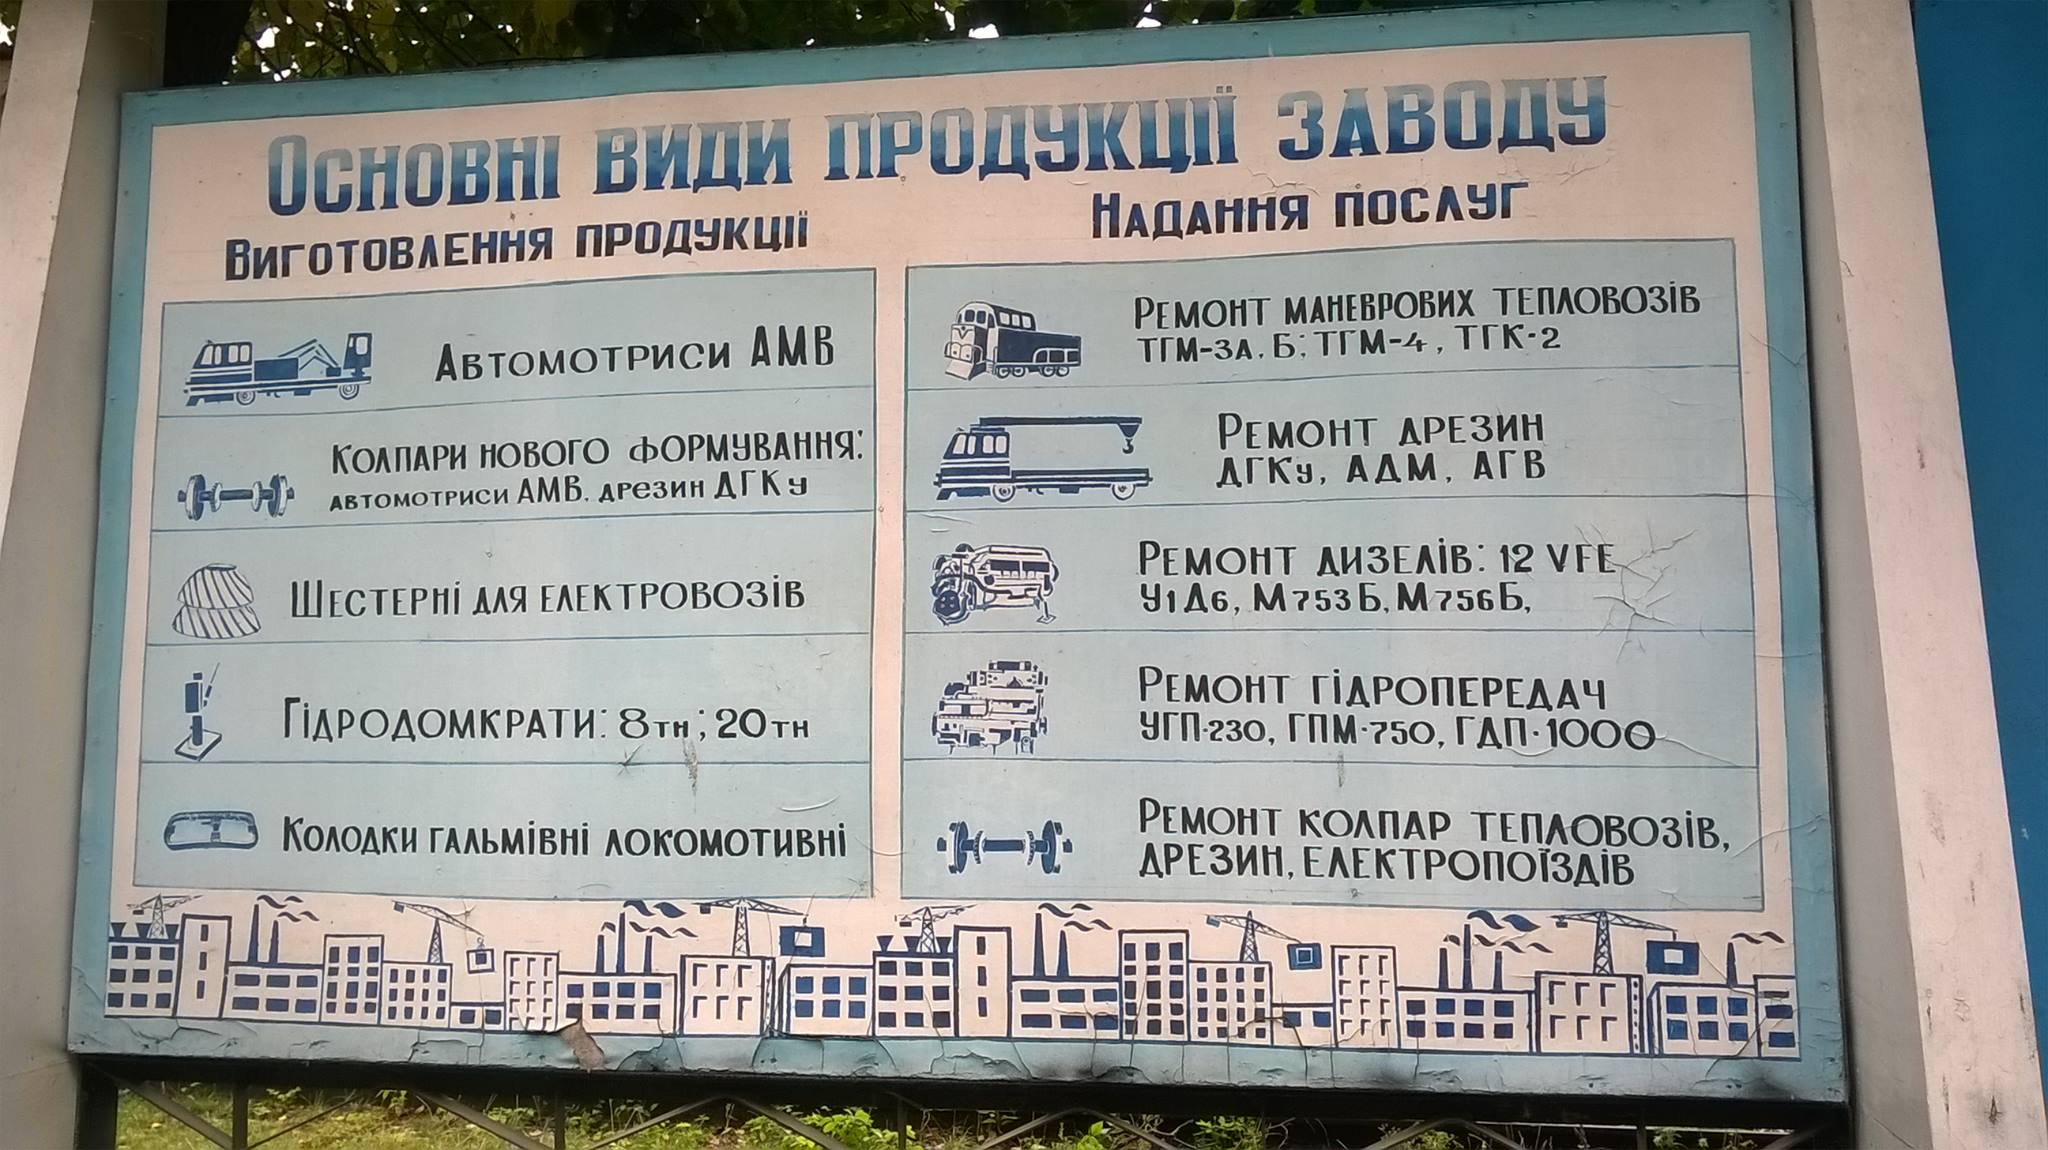 Основні види продукції заводу
Виготовлення продукції
Автомотриси АМВ
Колпари нового формування:
автомотриси АМВ. дрезин ДГКу
Шестерні для електровозів
Гідродомкрати: 8тн; 20тн
Колодки гальмівні локомотивні
Надання послуг
Ремонт маневрових тепловозів
ТГМ-3А. Б; ТГМ-4, ТГК-2
Ремонт дрезин
ДГКу, АДМ, АГВ
Ремонт дизелів: 12 VFE
У1Д6, М753Б, М756Б,
Ремонт гідропередач
УГП-230, ГПМ-750, ГДП-1000
Ремонт колпар тепловозів,
дрезин, електропоїздів